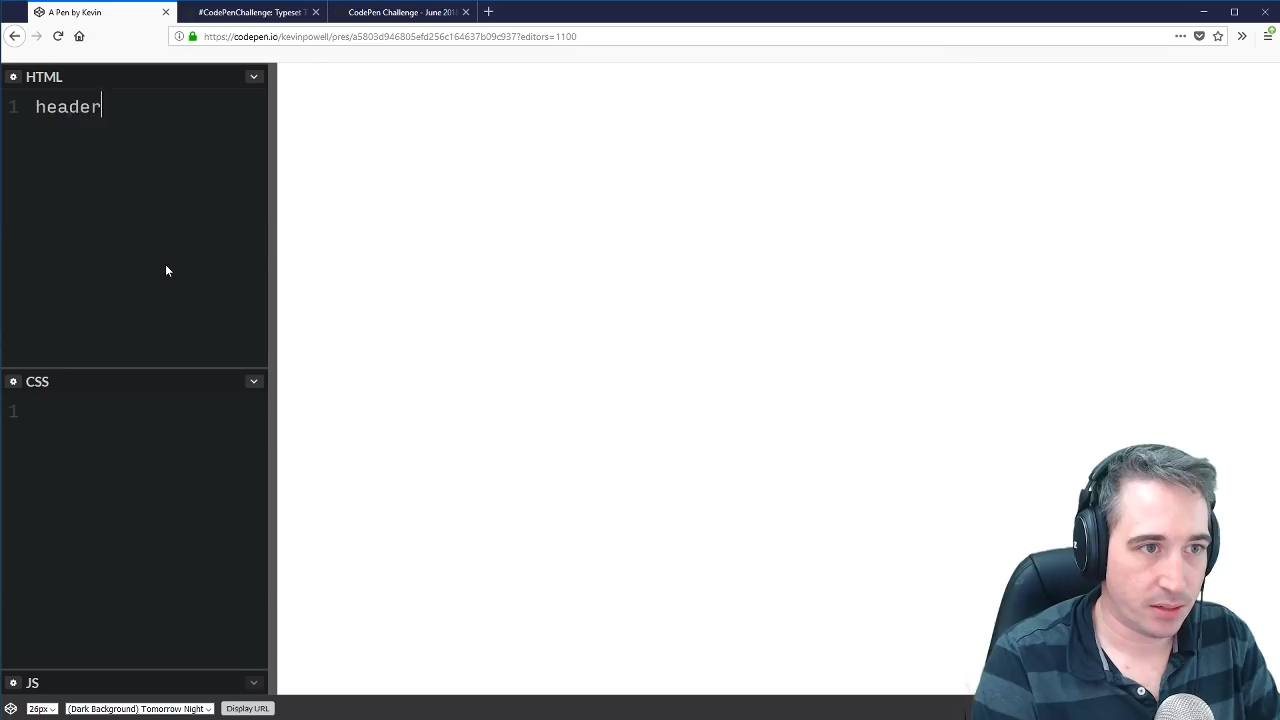 A Pen by Kevin
#CodePenChallenge: Typeset T
CodePen Challenge - June 2018
https://codepen.io/kevinpowell/pres/a5803d946805efd256c164637b09c937?editors=1100
HTML
1 header
CSS
1
JS
26px
(Dark Background) Tomorrow Night
Display URL